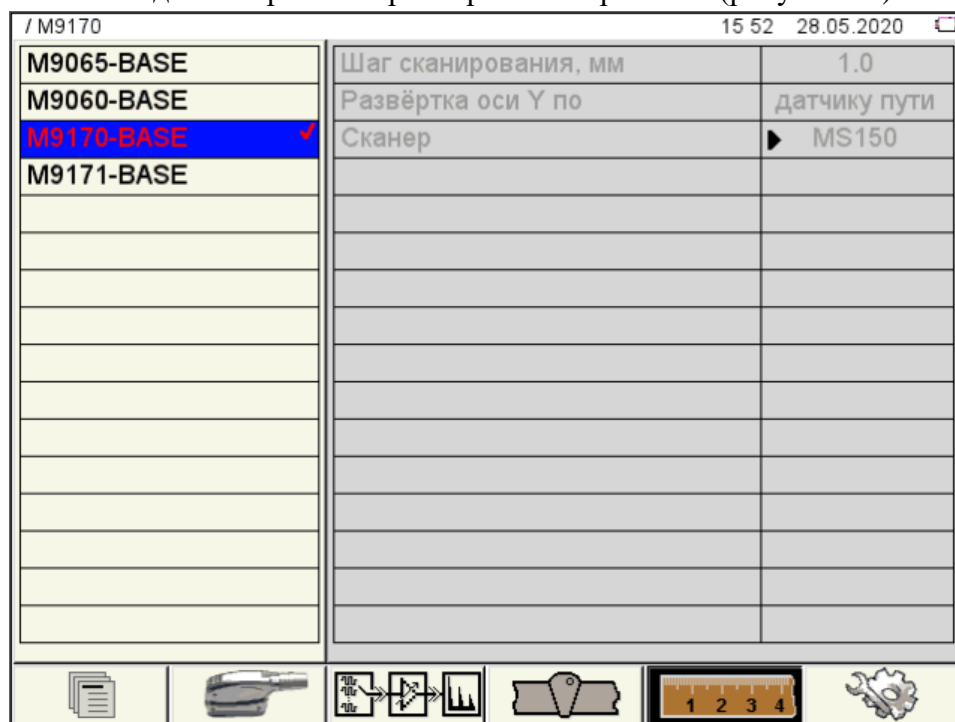 / M9170 15 52 28.05.2020
M9065-BASE
Шаг сканирования, мм 1.0
M9060-BASE
Развёртка оси Y по датчику пути
M9170-BASE
Сканер MS150
M9171-BASE
1 2 3 4